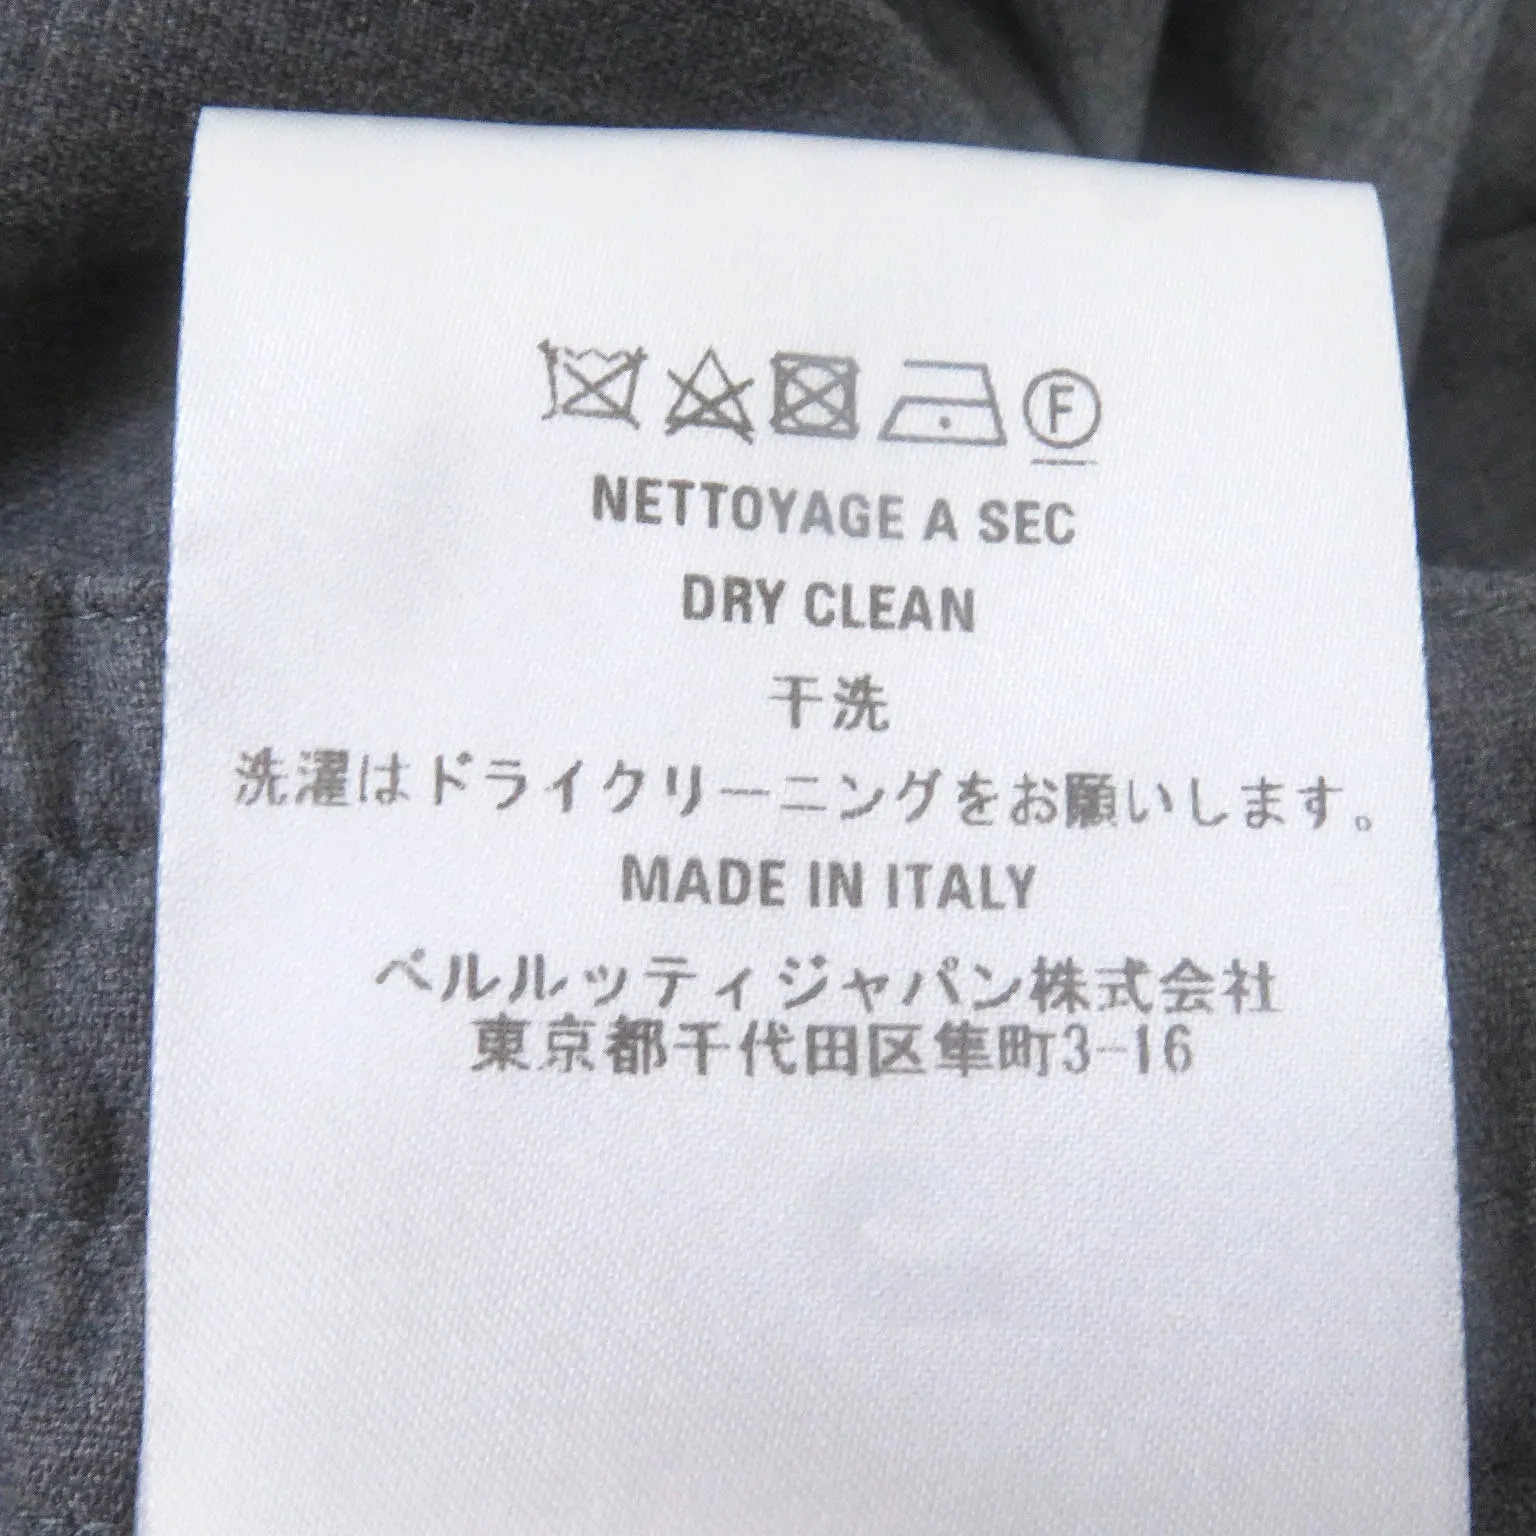 F
NETTOYAGE A SEC
DRY CLEAN
干洗
洗濯はドライクリーニングをお願いします。
MADE IN ITALY
ベルルッティジャパン株式会社
東京都千代田区隼町3-16